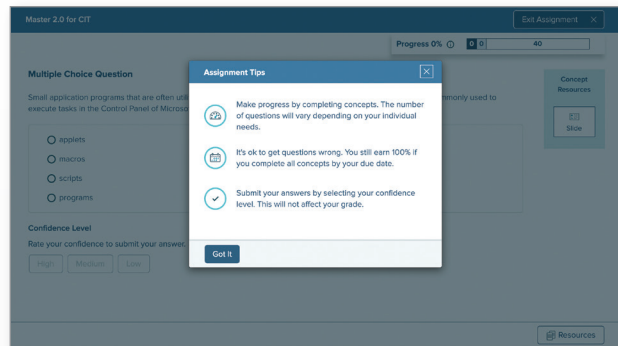 Master 2.0 for CIT
Exit Assignment ×
Progress 0%
0 0 40
Multiple Choice Question
Small application programs that are often
mmonly used to
execute tasks in the Control Panel of
applets
macros
scripts
programs
Confidence Level
Rate your confidence to submit your answer.
High Medium Low
Assignment Tips
Make progress by completing concepts. The number
of questions will vary depending on your individual
needs.
It's ok to get questions wrong. You still earn 100% if
you complete all concepts by your due date.
Submit your answers by selecting your confidence
level. This will not affect your grade.
Got It
Concept
Resources
Slide
Resources